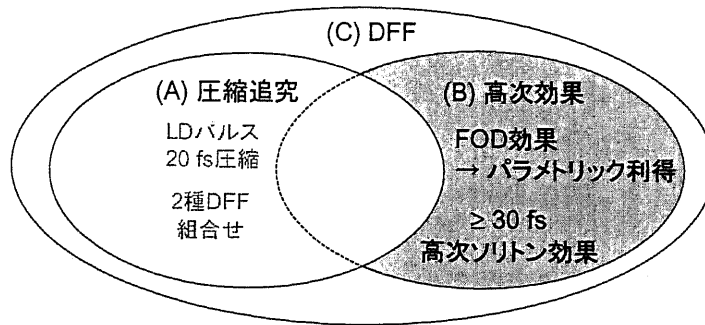 (C) DFF
(A) 圧縮追究
LDパルス
20 fs圧縮
2種DFF
組合せ
(B) 高次効果
FOD効果
→ パラメトリック利得
≥ 30 fs
高次ソリトン効果